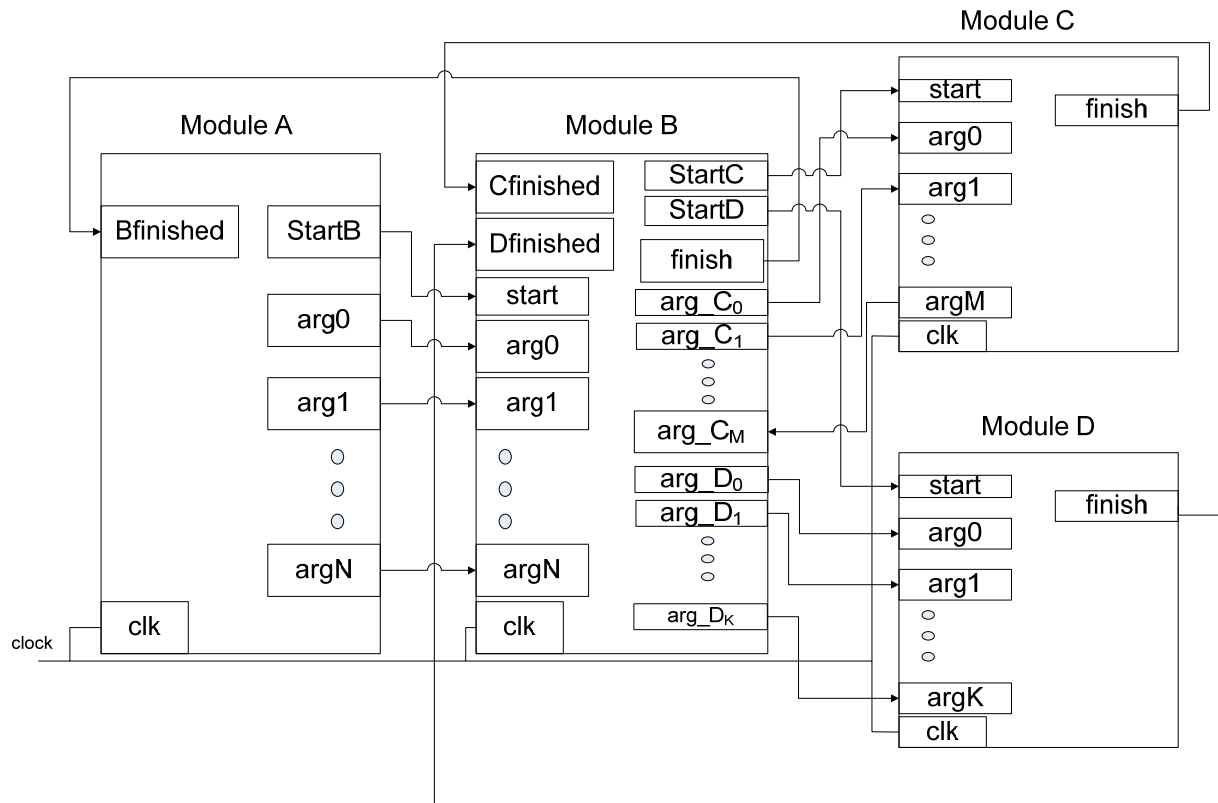 Module C
start
finish
arg0
arg1
argM
clk
Module A
Bfinished
StartB
arg0
arg1
argN
clk
clock
Module B
Cfinished
StartC
StartD
Dfinished
finish
start
arg_C0
arg0
arg_C1
arg1
arg_CM
arg_D0
arg_D1
argN
clk
arg_DK
Module D
start
finish
arg0
arg1
argK
clk